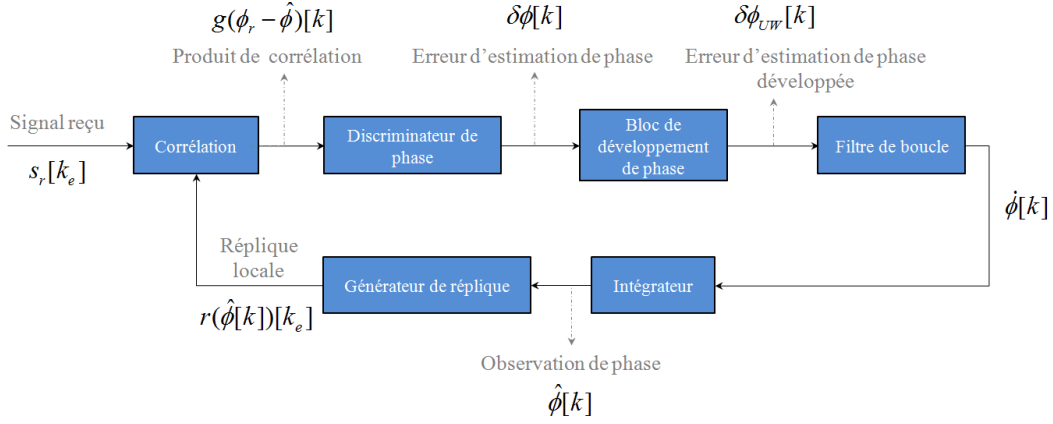 g(ϕ_r − ϕ̂)[k]
δϕ[k]
δϕ_UW[k]
Produit de corrélation
Erreur d'estimation de phase
Erreur d'estimation de phase
développée
Signal reçu
s_r[k_e]
Corrélation
Discriminateur de
phase
Bloc de
développement
de phase
Filtre de boucle
ϕ̇[k]
Réplique
locale
r(ϕ̂[k])[k_e]
Générateur de réplique
Intégrateur
Observation de phase
ϕ̂[k]